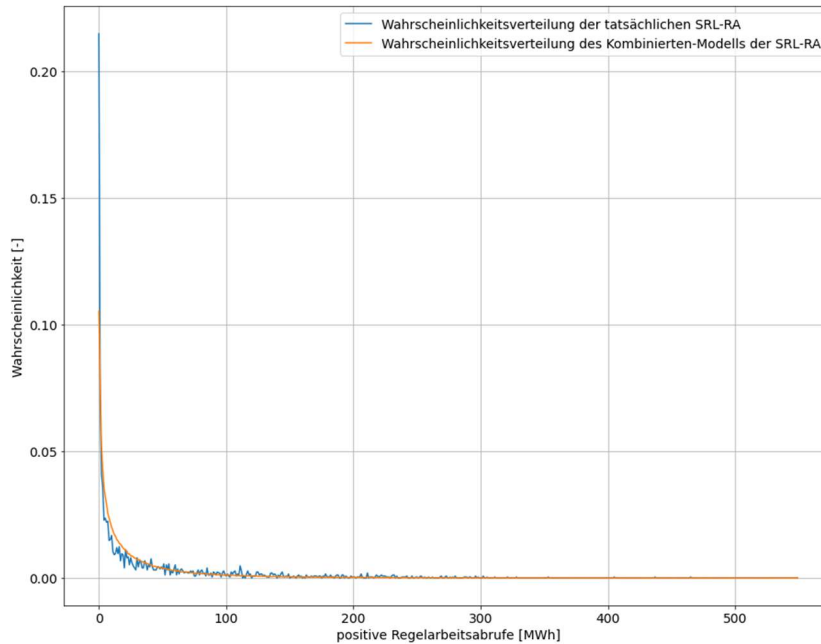 Wahrscheinlichkeitsverteilung der tatsächlichen SRL-RA
Wahrscheinlichkeitsverteilung des Kombinierten-Modells der SRL-RA
0.20
0.15
0.10
0.05
0.00
Wahrscheinlichkeit [-]
0 100 200 300 400 500
positive Regelarbeitsabrufe [MWh]